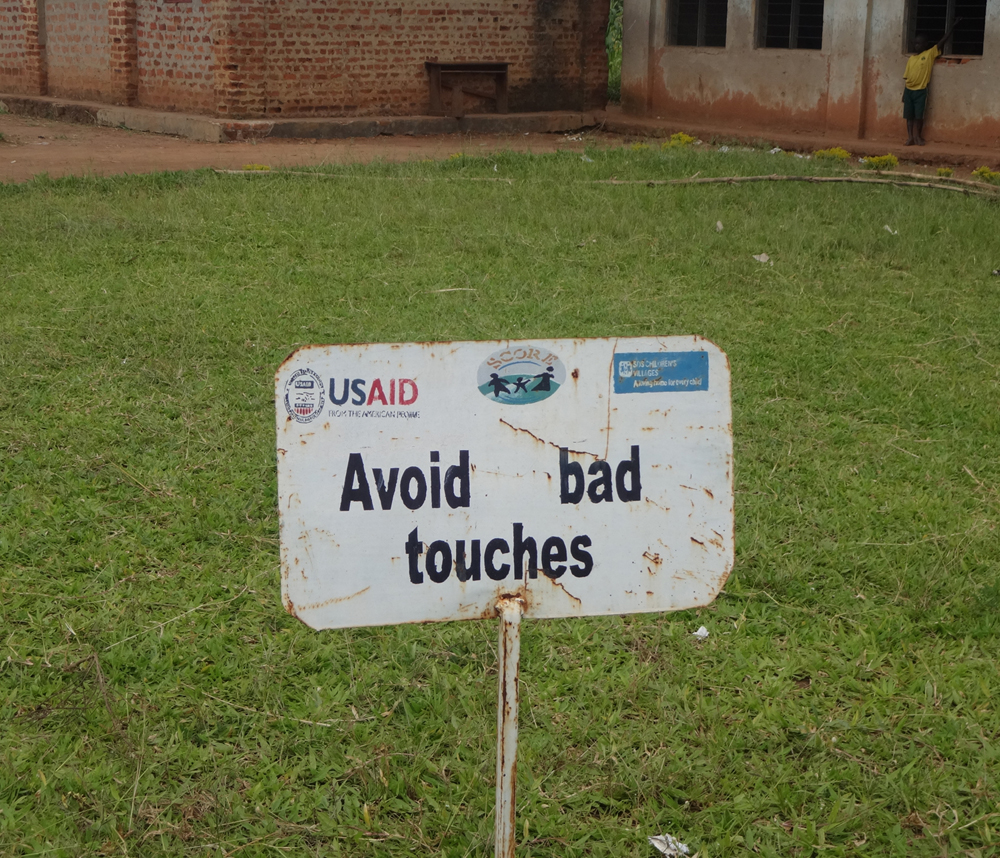 USAID
FROM THE AMERICAN PEOPLE
SCORE
SOS CHILDREN'S
VILLAGES
A loving home for every child
Avoid bad
touches